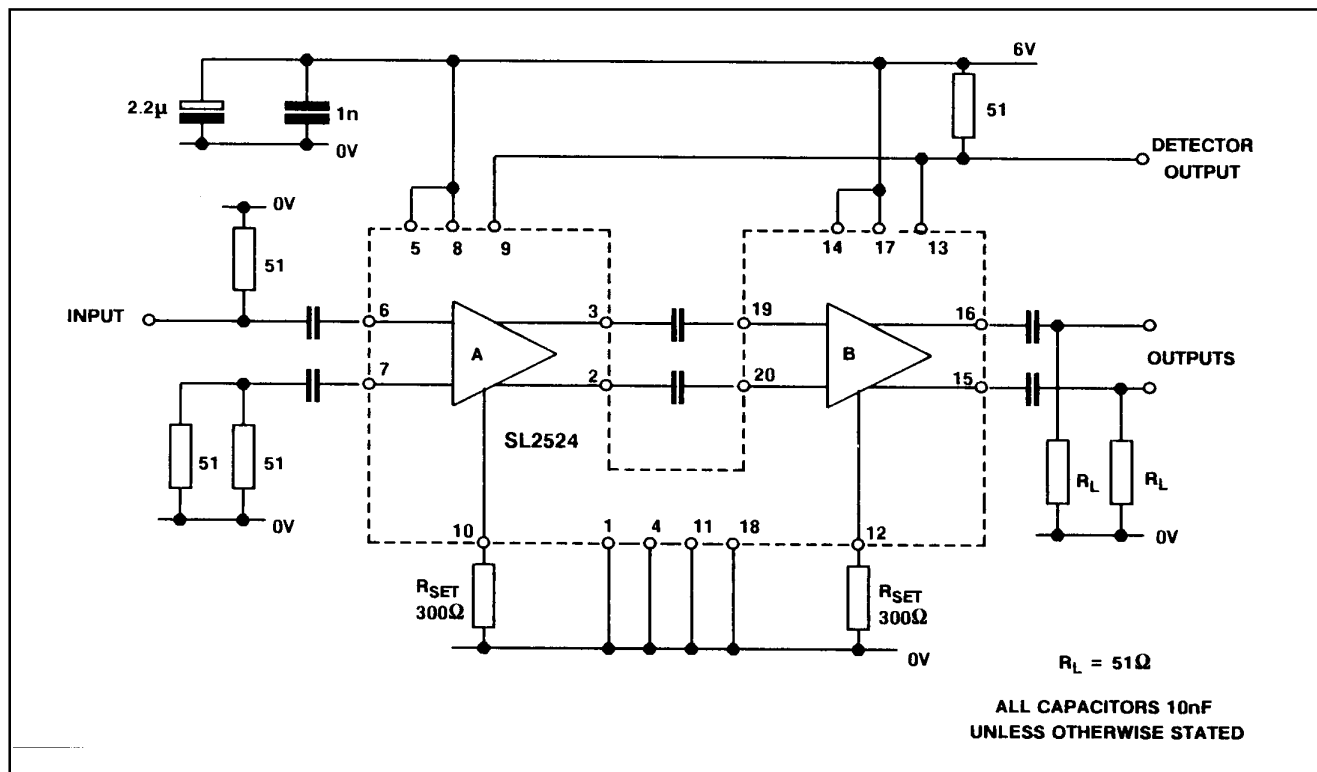 6V
2.2μ
1n
51
0V
DETECTOR
OUTPUT
0V
5
8
9
14
17
13
51
INPUT
6
3
19
16
A
B
OUTPUTS
7
2
20
15
SL2524
51
51
R_L
R_L
0V
10
1
4
11
18
12
0V
R_SET
300Ω
R_SET
300Ω
0V
R_L = 51Ω
ALL CAPACITORS 10nF
UNLESS OTHERWISE STATED